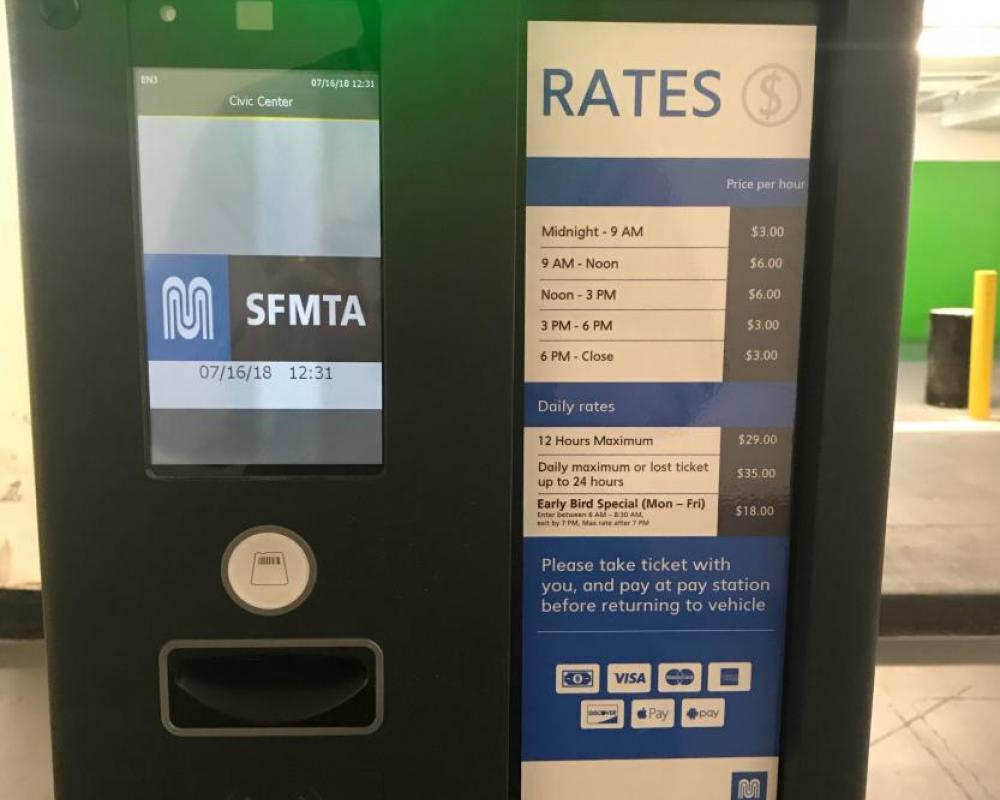 EN3
07/16/18 12:31
Civic Center
SFMTA
07/16/18 12:31
RATES $
Price per hour
Midnight - 9 AM $3.00
9 AM - Noon $6.00
Noon - 3 PM $6.00
3 PM - 6 PM $3.00
6 PM - Close $3.00
Daily rates
12 Hours Maximum $29.00
Daily maximum or lost ticket
up to 24 hours $35.00
Early Bird Special (Mon – Fri) $18.00
Enter between 6 AM – 8:30 AM,
exit by 7 PM, Max rate after 7 PM
Please take ticket with
you, and pay at pay station
before returning to vehicle
VISA
DISCOVER Pay pay